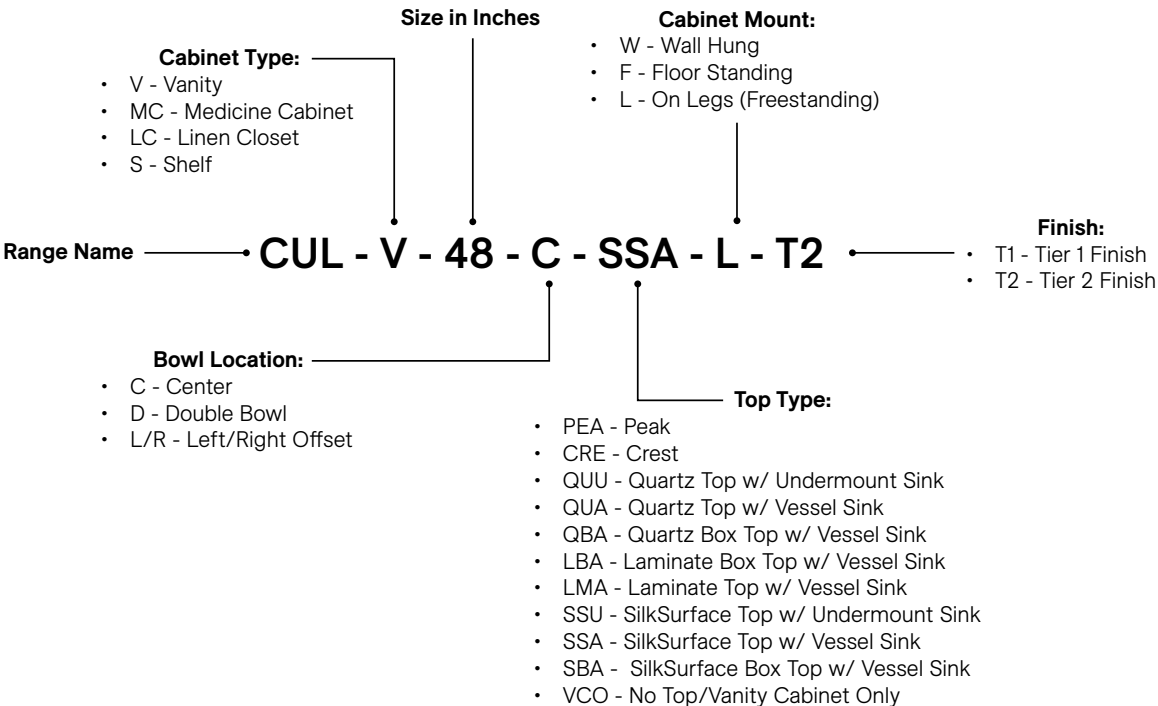 Size in Inches
Cabinet Mount:
• W - Wall Hung
• F - Floor Standing
• L - On Legs (Freestanding)
Cabinet Type:
• V - Vanity
• MC - Medicine Cabinet
• LC - Linen Closet
• S - Shelf
Range Name
CUL - V - 48 - C - SSA - L - T2
Finish:
• T1 - Tier 1 Finish
• T2 - Tier 2 Finish
Bowl Location:
• C - Center
• D - Double Bowl
• L/R - Left/Right Offset
Top Type:
• PEA - Peak
• CRE - Crest
• QUU - Quartz Top w/ Undermount Sink
• QUA - Quartz Top w/ Vessel Sink
• QBA - Quartz Box Top w/ Vessel Sink
• LBA - Laminate Box Top w/ Vessel Sink
• LMA - Laminate Top w/ Vessel Sink
• SSU - SilkSurface Top w/ Undermount Sink
• SSA - SilkSurface Top w/ Vessel Sink
• SBA - SilkSurface Box Top w/ Vessel Sink
• VCO - No Top/Vanity Cabinet Only